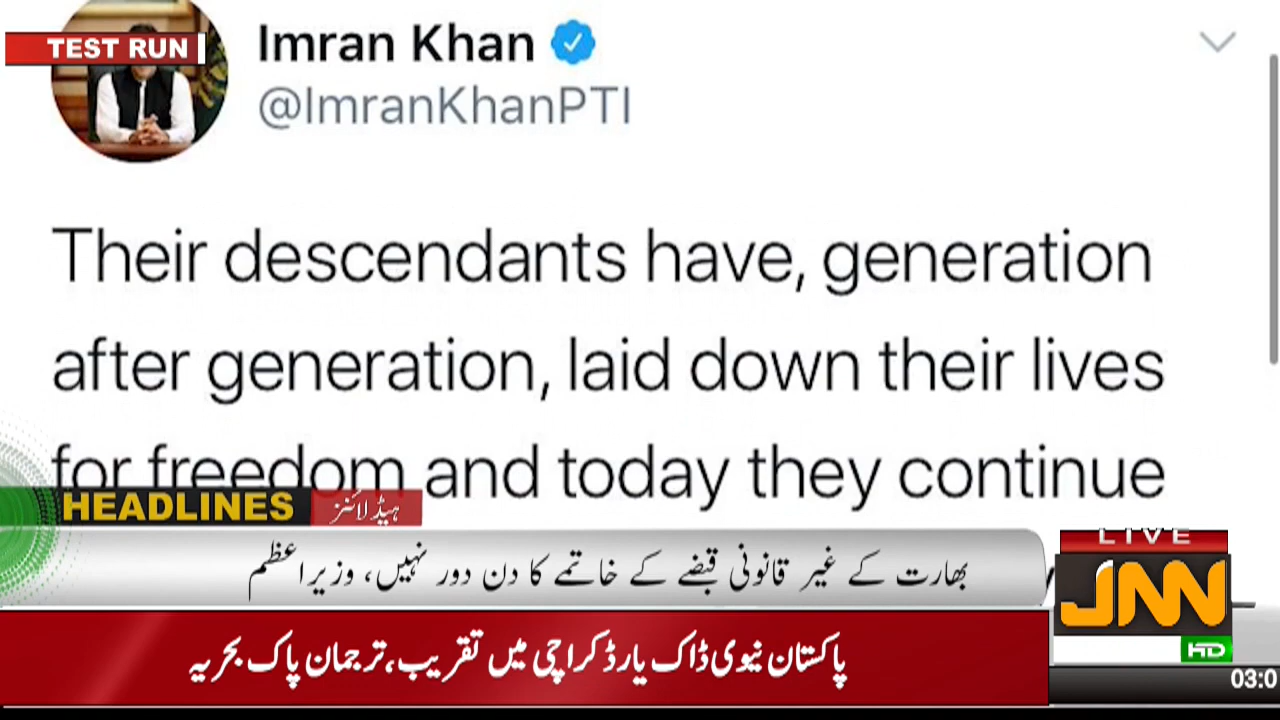 TEST RUN
Imran Khan
@ImranKhanPTI
Their descendants have, generation
after generation, laid down their lives
for freedom and today they continue
HEADLINES
ہیڈ لائنز
بھارت کے غیر قانونی قبضے کے خاتمے کا دن دور نہیں، وزیراعظم
LIVE
JNN
HD
پاکستان نیوی ڈاک یارڈ کراچی میں تقریب، ترجمان پاک بحریہ
03:0